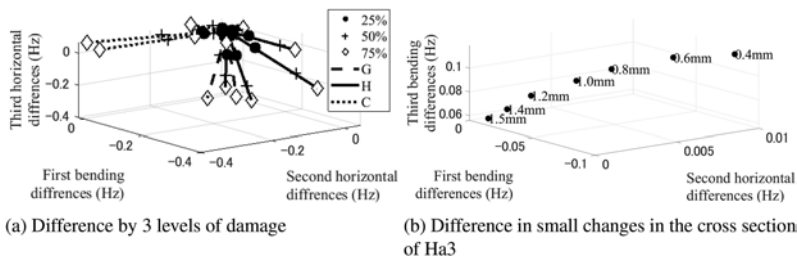 Third horizontal
diffrences (Hz)
0
−0.2
−0.4
0
−0.2
−0.4
−0.4
−0.2
0
First bending
diffrences (Hz)
Second horizontal
diffrences (Hz)
25%
50%
75%
G
H
C
(a) Difference by 3 levels of damage
Third bending
differences (Hz)
0.1
0.08
0.06
0
−0.05
−0.1
0
0.005
0.01
1.5mm
1.4mm
1.2mm
1.0mm
0.8mm
0.6mm
0.4mm
First bending
differences (Hz)
Second horizontal
differences (Hz)
(b) Difference in small changes in the cross section
of Ha3